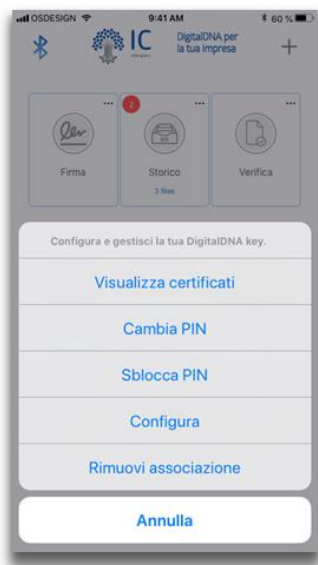 OSDESIGN
9:41 AM
60 %
IC
DigitalDNA per
la tua impresa
2
Firma
Storico
3 files
Verifica
Configura e gestisci la tua DigitalDNA key.
Visualizza certificati
Cambia PIN
Sblocca PIN
Configura
Rimuovi associazione
Annulla